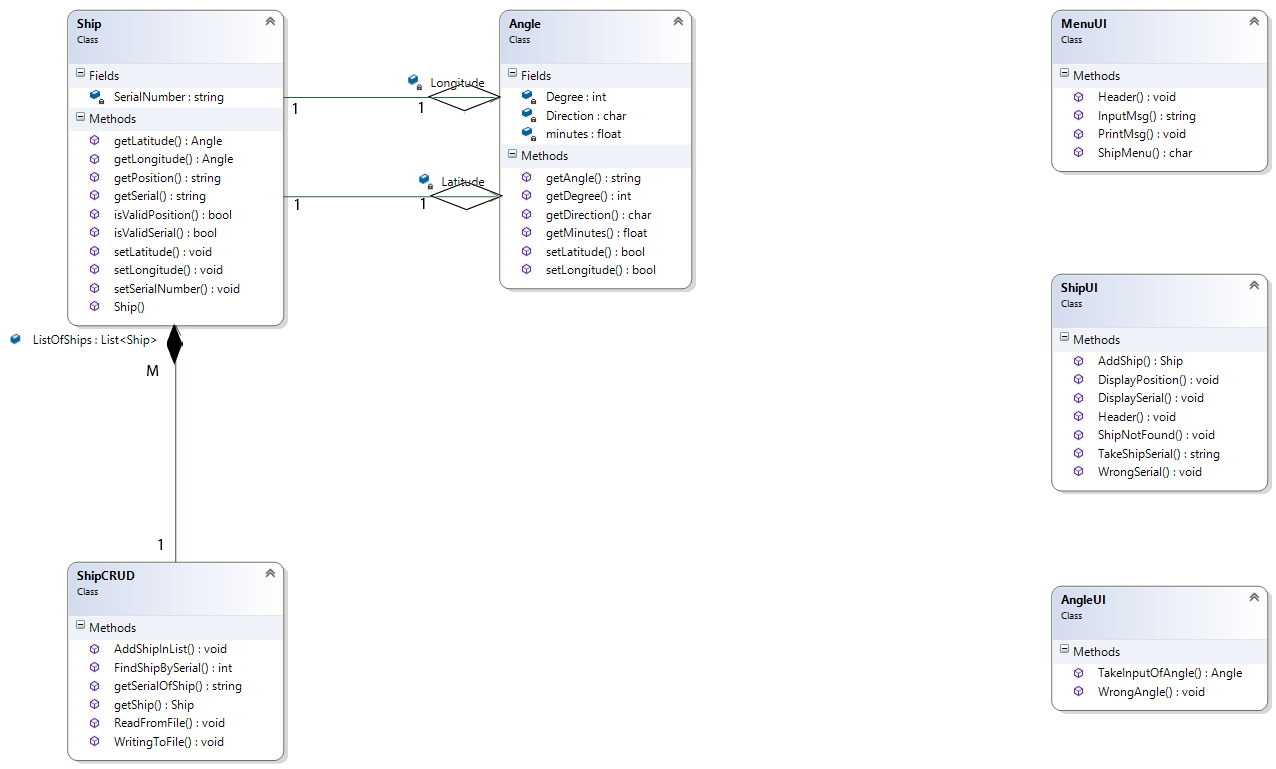 Ship
Class
Fields
SerialNumber : string
Methods
getLatitude() : Angle
getLongitude() : Angle
getPosition() : string
getSerial() : string
isValidPosition() : bool
isValidSerial() : bool
setLatitude() : void
setLongitude() : void
setSerialNumber() : void
Ship()
1
Longitude
1
1
Latitude
1
Angle
Class
Fields
Degree : int
Direction : char
minutes : float
Methods
getAngle() : string
getDegree() : int
getDirection() : char
getMinutes() : float
setLatitude() : bool
setLongitude() : bool
MenuUI
Class
Methods
Header() : void
InputMsg() : string
PrintMsg() : void
ShipMenu() : char
ShipUI
Class
Methods
AddShip() : Ship
DisplayPosition() : void
DisplaySerial() : void
Header() : void
ShipNotFound() : void
TakeShipSerial() : string
WrongSerial() : void
ListOfShips : List<Ship>
M
1
ShipCRUD
Class
Methods
AddShipInList() : void
FindShipBySerial() : int
getSerialOfShip() : string
getShip() : Ship
ReadFromFile() : void
WritingToFile() : void
AngleUI
Class
Methods
TakeInputOfAngle() : Angle
WrongAngle() : void